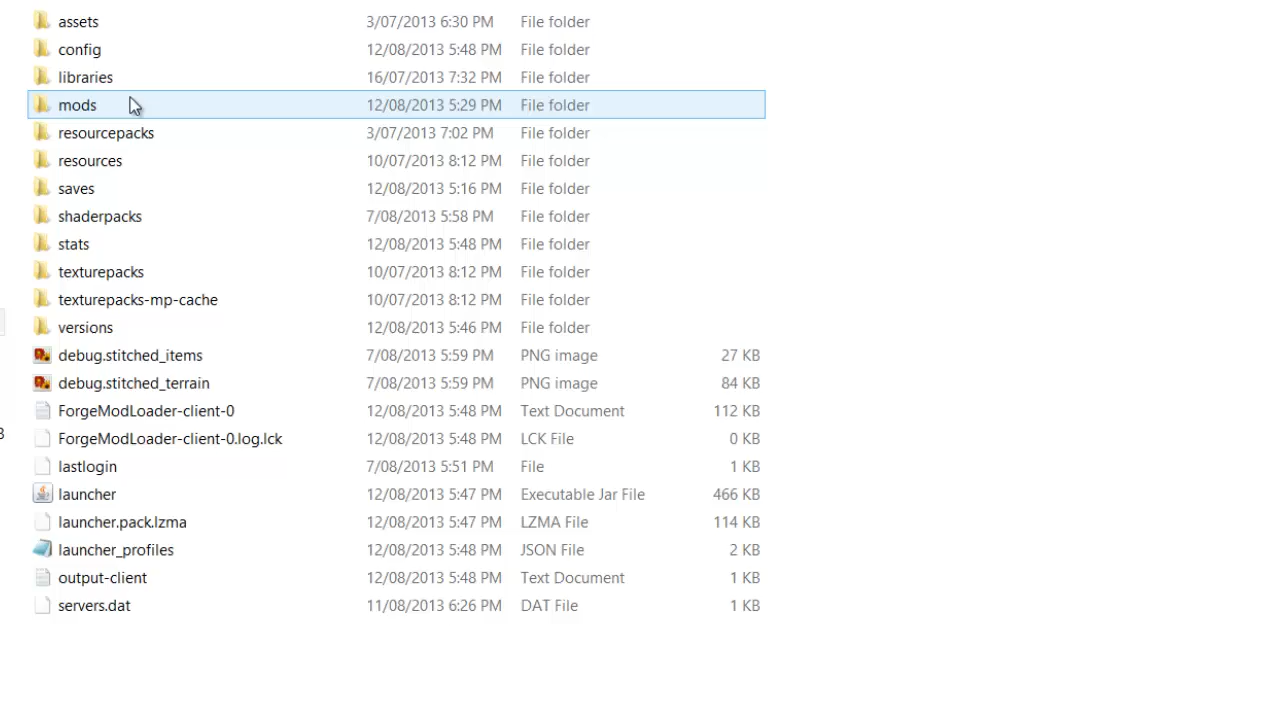 assets 3/07/2013 6:30 PM File folder
config 12/08/2013 5:48 PM File folder
libraries 16/07/2013 7:32 PM File folder
mods 12/08/2013 5:29 PM File folder
resourcepacks 3/07/2013 7:02 PM File folder
resources 10/07/2013 8:12 PM File folder
saves 12/08/2013 5:16 PM File folder
shaderpacks 7/08/2013 5:58 PM File folder
stats 12/08/2013 5:48 PM File folder
texturepacks 10/07/2013 8:12 PM File folder
texturepacks-mp-cache 10/07/2013 8:12 PM File folder
versions 12/08/2013 5:46 PM File folder
debug.stitched_items 7/08/2013 5:59 PM PNG image 27 KB
debug.stitched_terrain 7/08/2013 5:59 PM PNG image 84 KB
ForgeModLoader-client-0 12/08/2013 5:48 PM Text Document 112 KB
ForgeModLoader-client-0.log.lck 12/08/2013 5:48 PM LCK File 0 KB
lastlogin 7/08/2013 5:51 PM File 1 KB
launcher 12/08/2013 5:47 PM Executable Jar File 466 KB
launcher.pack.lzma 12/08/2013 5:47 PM LZMA File 114 KB
launcher_profiles 12/08/2013 5:48 PM JSON File 2 KB
output-client 12/08/2013 5:48 PM Text Document 1 KB
servers.dat 11/08/2013 6:26 PM DAT File 1 KB